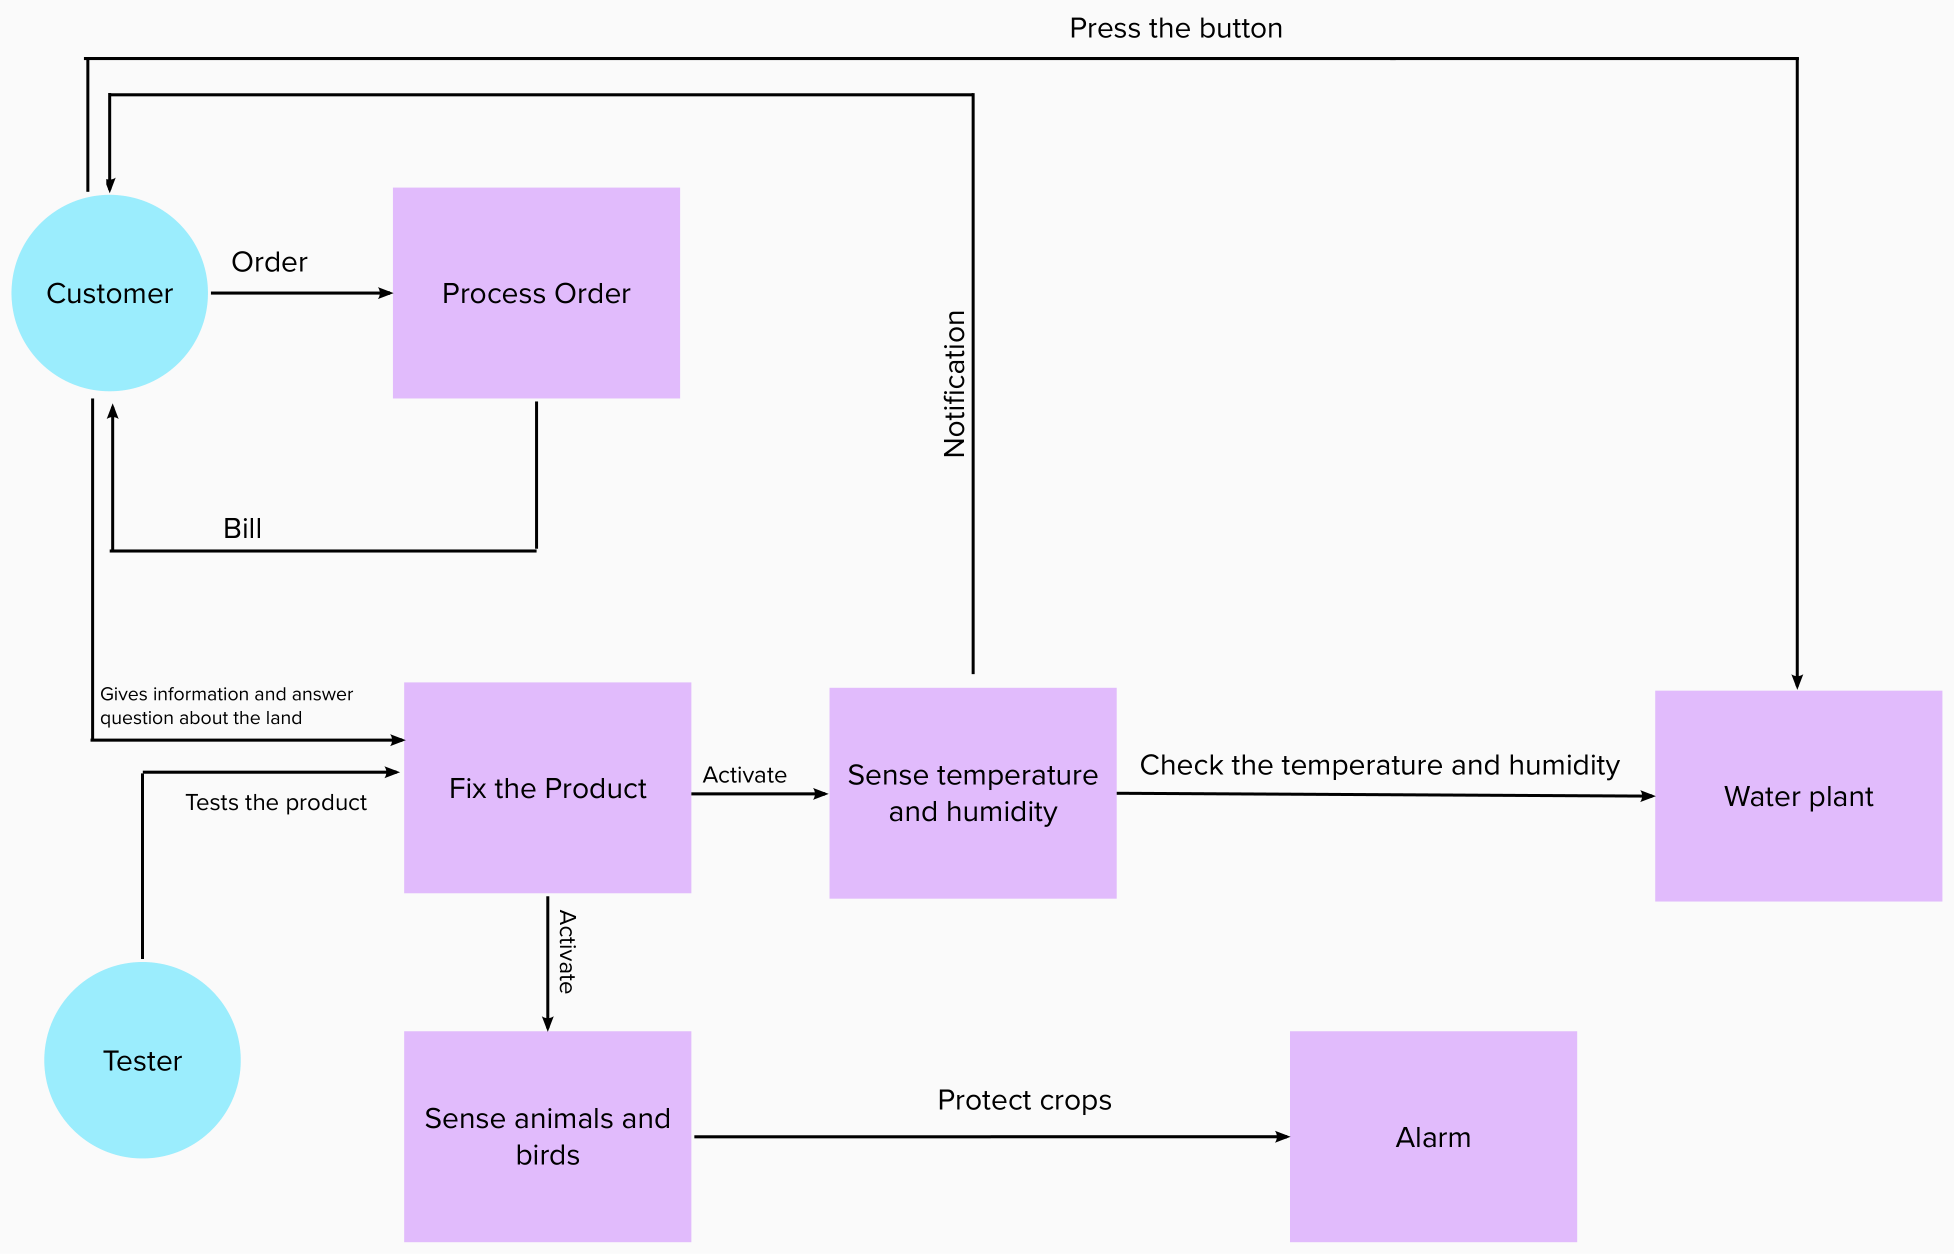 Press the button
Order
Customer
Process Order
Notification
Bill
Gives information and answer
question about the land
Tests the product
Fix the Product
Activate
Sense temperature
and humidity
Check the temperature and humidity
Water plant
Activate
Tester
Sense animals and
birds
Protect crops
Alarm